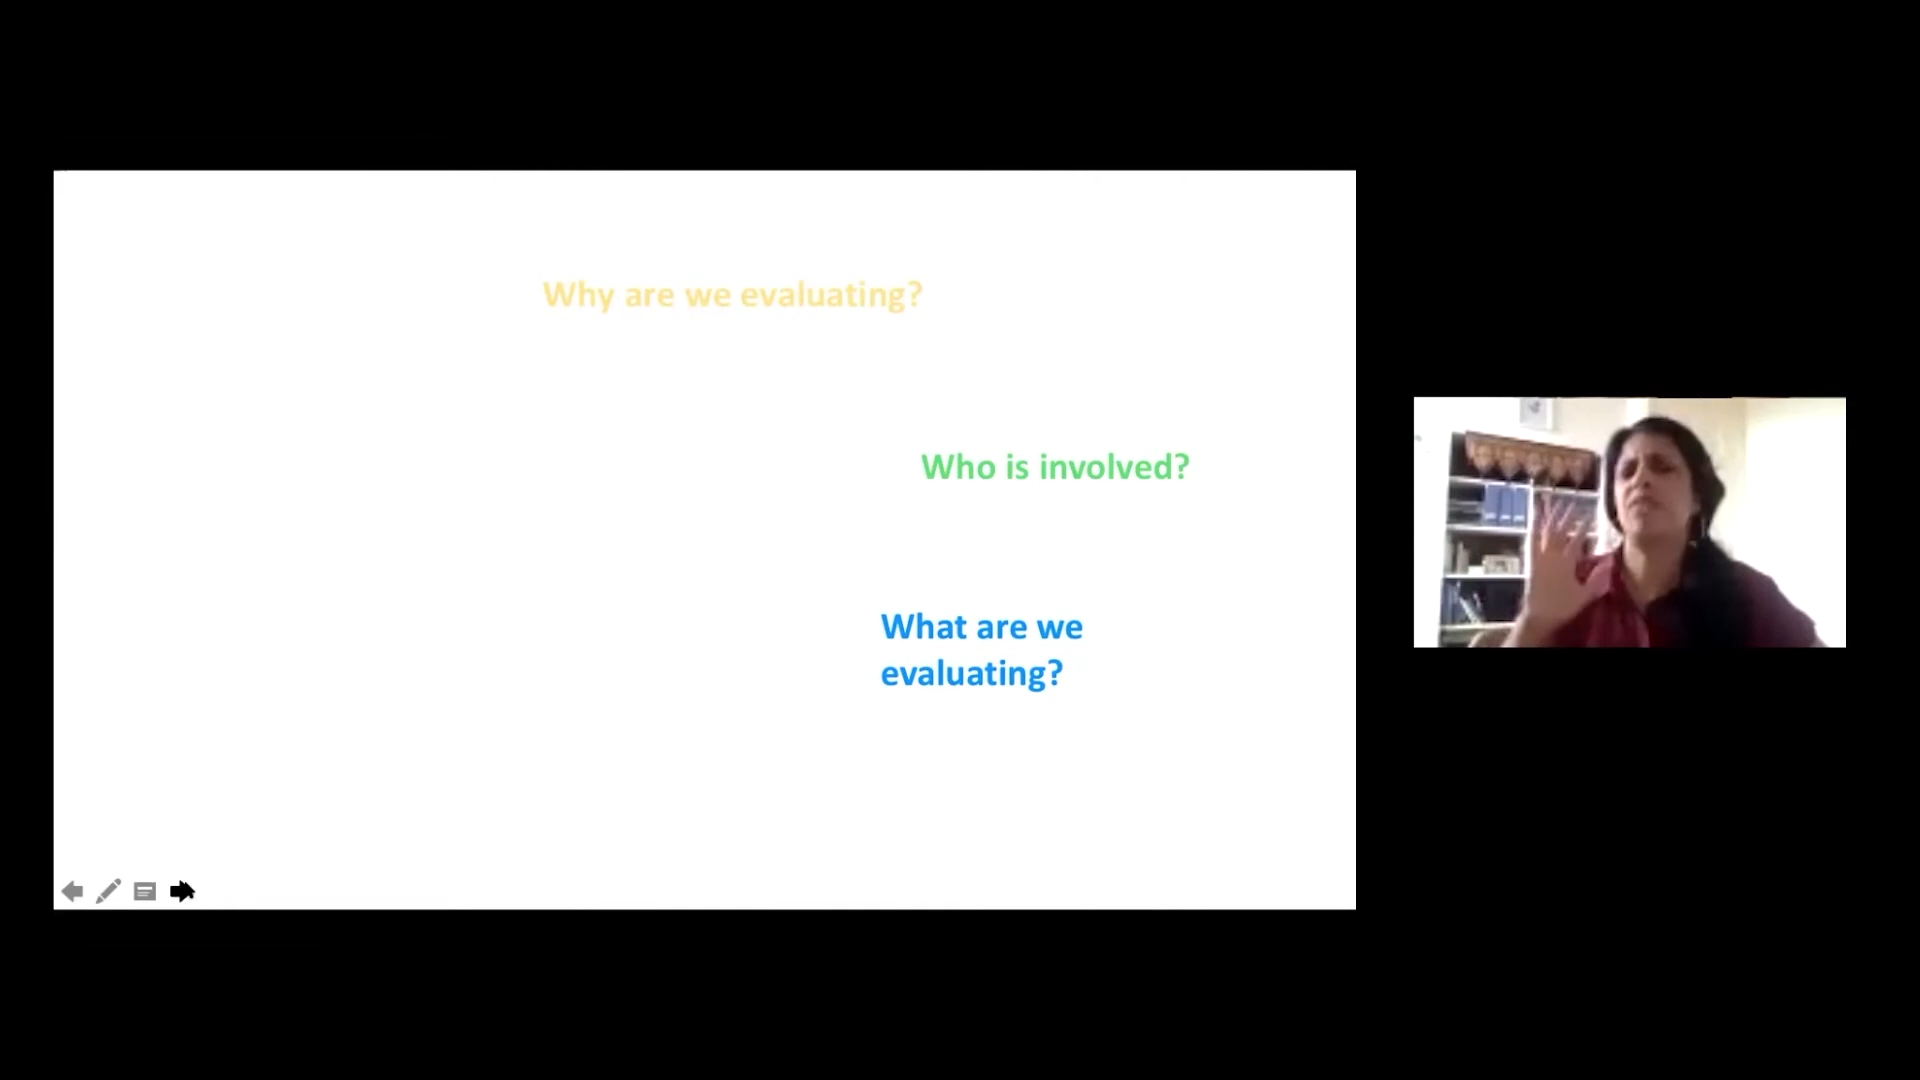 Why are we evaluating?
Who is involved?
What are we
evaluating?